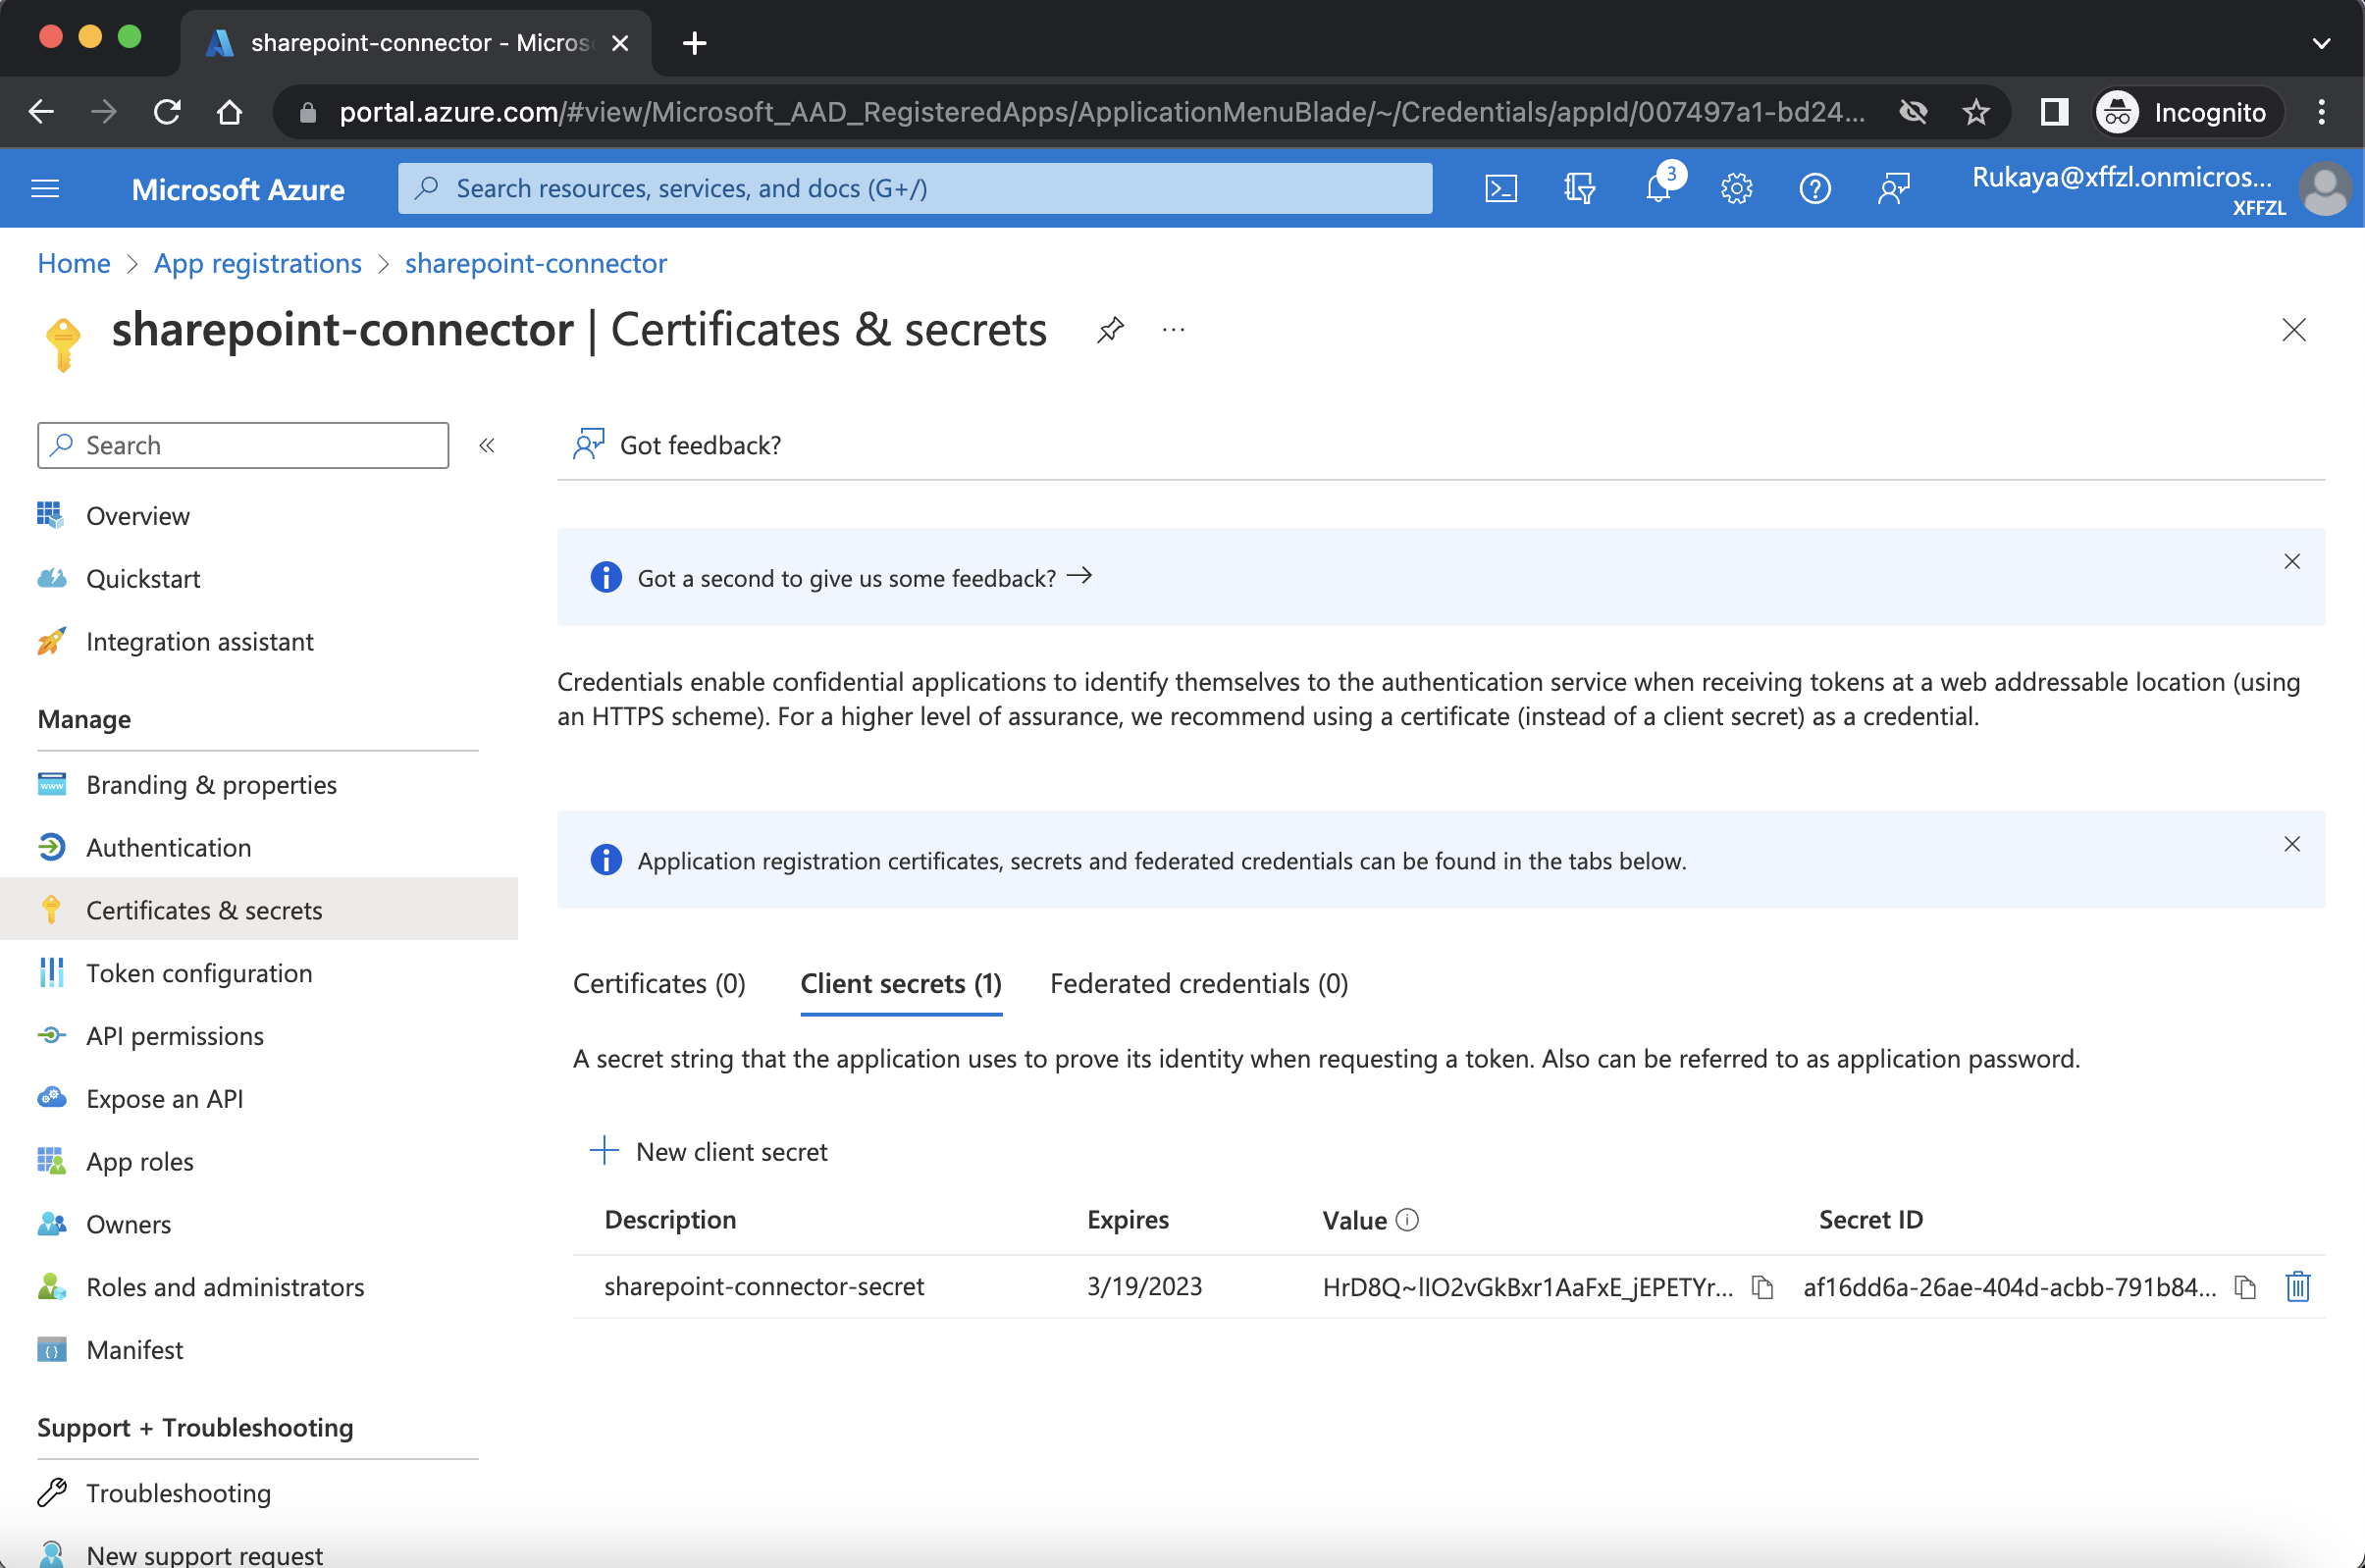 sharepoint-connector - Micros
portal.azure.com/#view/Microsoft_AAD_RegisteredApps/ApplicationMenuBlade/~/Credentials/appId/007497a1-bd24...
Incognito
Microsoft Azure
Search resources, services, and docs (G+/)
3
Rukaya@xffzl.onmicros...
XFFZL
Home > App registrations > sharepoint-connector
sharepoint-connector | Certificates & secrets
...
Search
«
Got feedback?
Overview
Quickstart
Integration assistant
Manage
Branding & properties
Authentication
Certificates & secrets
Token configuration
API permissions
Expose an API
App roles
Owners
Roles and administrators
Manifest
Support + Troubleshooting
Troubleshooting
New support request
Got a second to give us some feedback? →
Credentials enable confidential applications to identify themselves to the authentication service when receiving tokens at a web addressable location (using
an HTTPS scheme). For a higher level of assurance, we recommend using a certificate (instead of a client secret) as a credential.
Application registration certificates, secrets and federated credentials can be found in the tabs below.
Certificates (0) Client secrets (1) Federated credentials (0)
A secret string that the application uses to prove its identity when requesting a token. Also can be referred to as application password.
New client secret
Description Expires Value Secret ID
sharepoint-connector-secret 3/19/2023 HrD8Q~lIO2vGkBxr1AaFxE_jEPETYr... af16dd6a-26ae-404d-acbb-791b84...